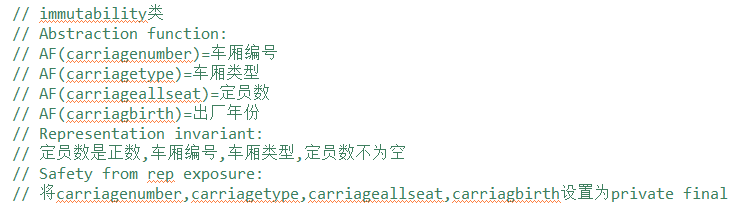 // immutability类
// Abstraction function:
// AF(carriagenumber)=车厢编号
// AF(carriagetype)=车厢类型
// AF(carriageallseat)=定员数
// AF(carriagbirth)=出厂年份
// Representation invariant:
// 定员数是正数,车厢编号,车厢类型,定员数不为空
// Safety from rep exposure:
// 将carriagenumber,carriagetype,carriageallseat,carriagbirth设置为private final